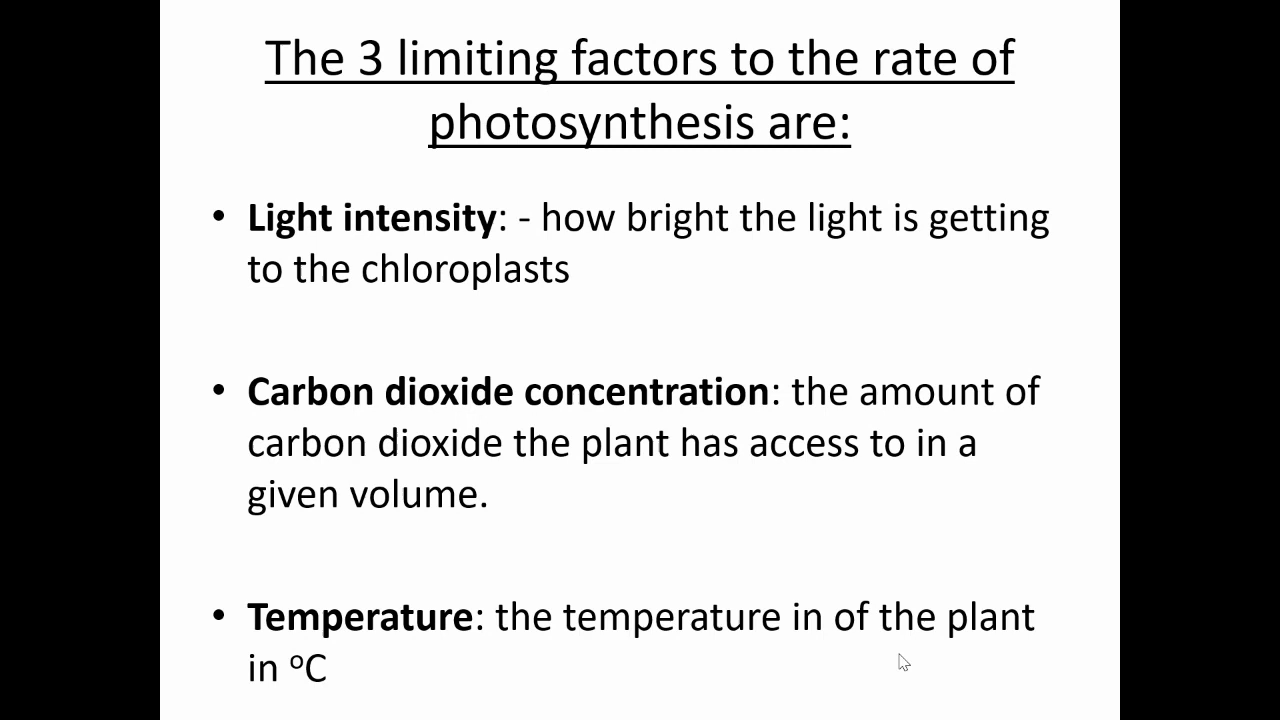 The 3 limiting factors to the rate of
photosynthesis are:
• Light intensity: - how bright the light is getting
to the chloroplasts
• Carbon dioxide concentration: the amount of
carbon dioxide the plant has access to in a
given volume.
• Temperature: the temperature in of the plant
in ºC